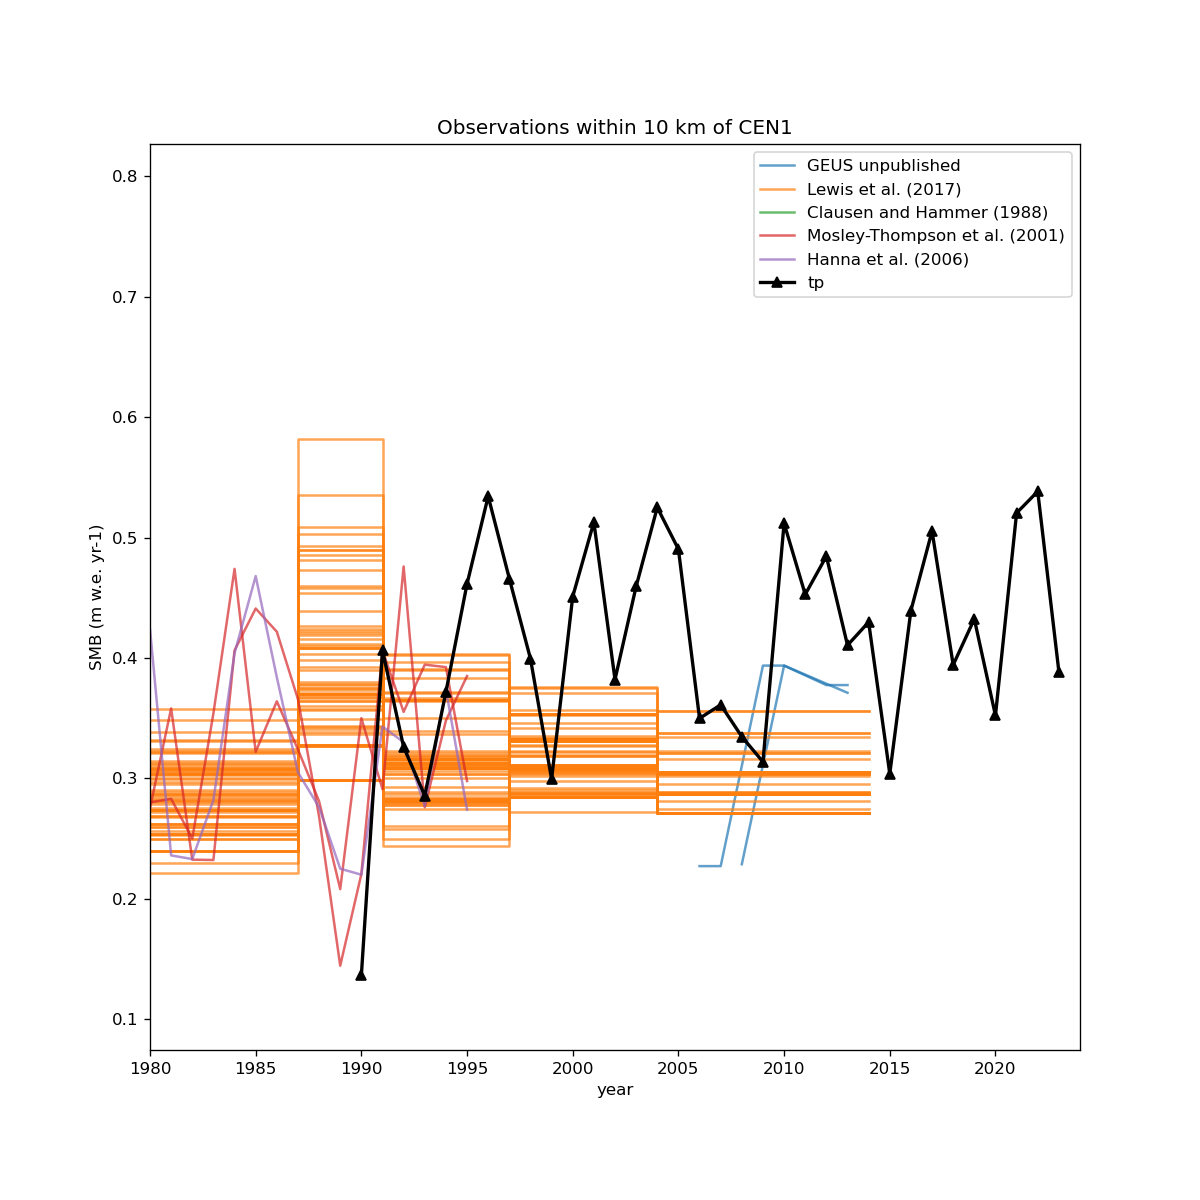 Observations within 10 km of CEN1
GEUS unpublished
Lewis et al. (2017)
Clausen and Hammer (1988)
Mosley-Thompson et al. (2001)
Hanna et al. (2006)
tp
0.8
0.7
0.6
0.5
0.4
0.3
0.2
0.1
SMB (m w.e. yr-1)
1980 1985 1990 1995 2000 2005 2010 2015 2020
year